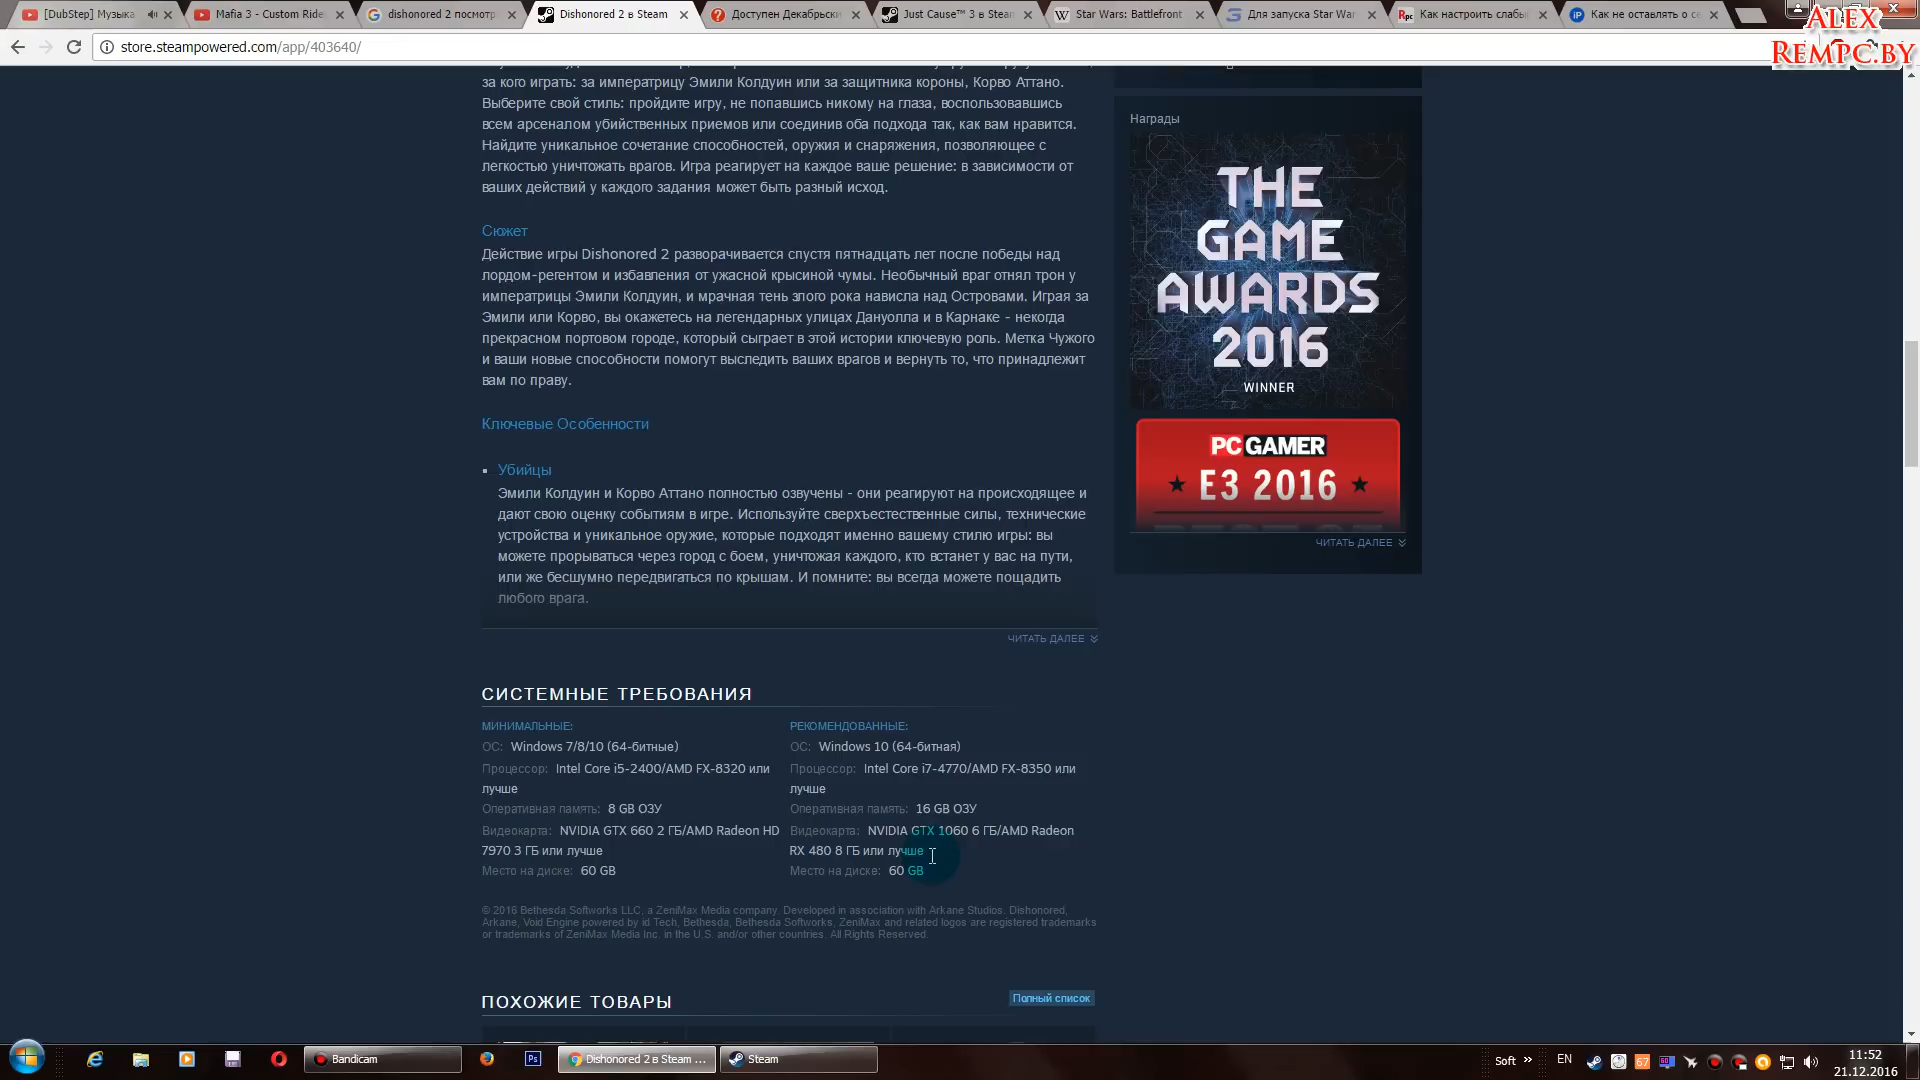 [DubStep] Музыка
Mafia 3 - Custom Ride
dishonored 2 посмотр
Dishonored 2 в Steam
Доступен Декабрьски
Just Cause™ 3 в Steam
Star Wars: Battlefront
Для запуска Star War
Как настроить слабы
Как не оставлять о се
ALEX
REMPC.BY
store.steampowered.com/app/403640/
за кого играть: за императрицу Эмили Колдуин или за защитника короны, Корво Аттано.
Выберите свой стиль: пройдите игру, не попавшись никому на глаза, воспользовавшись
всем арсеналом убийственных приемов или соединив оба подхода так, как вам нравится.
Найдите уникальное сочетание способностей, оружия и снаряжения, позволяющее с
легкостью уничтожать врагов. Игра реагирует на каждое ваше решение: в зависимости от
ваших действий у каждого задания может быть разный исход.
Сюжет
Действие игры Dishonored 2 разворачивается спустя пятнадцать лет после победы над
лордом-регентом и избавления от ужасной крысиной чумы. Необычный враг отнял трон у
императрицы Эмили Колдуин, и мрачная тень злого рока нависла над Островами. Играя за
Эмили или Корво, вы окажетесь на легендарных улицах Дануолла и в Карнаке - некогда
прекрасном портовом городе, который сыграет в этой истории ключевую роль. Метка Чужого
и ваши новые способности помогут выследить ваших врагов и вернуть то, что принадлежит
вам по праву.
Ключевые Особенности
Убийцы
Эмили Колдуин и Корво Аттано полностью озвучены - они реагируют на происходящее и
дают свою оценку событиям в игре. Используйте сверхъестественные силы, технические
устройства и уникальное оружие, которые подходят именно вашему стилю игры: вы
можете прорываться через город с боем, уничтожая каждого, кто встанет у вас на пути,
или же бесшумно передвигаться по крышам. И помните: вы всегда можете пощадить
любого врага.
ЧИТАТЬ ДАЛЕЕ
Награды
THE
GAME
AWARDS
2016
WINNER
PC GAMER
★ E3 2016 ★
ЧИТАТЬ ДАЛЕЕ
СИСТЕМНЫЕ ТРЕБОВАНИЯ
МИНИМАЛЬНЫЕ:
ОС: Windows 7/8/10 (64-битные)
Процессор: Intel Core i5-2400/AMD FX-8320 или
лучше
Оперативная память: 8 GB ОЗУ
Видеокарта: NVIDIA GTX 660 2 ГБ/AMD Radeon HD
7970 3 ГБ или лучше
Место на диске: 60 GB
РЕКОМЕНДОВАННЫЕ:
ОС: Windows 10 (64-битная)
Процессор: Intel Core i7-4770/AMD FX-8350 или
лучше
Оперативная память: 16 GB ОЗУ
Видеокарта: NVIDIA GTX 1060 6 ГБ/AMD Radeon
RX 480 8 ГБ или лучше
Место на диске: 60 GB
© 2016 Bethesda Softworks LLC, a ZeniMax Media company. Developed in association with Arkane Studios. Dishonored,
Arkane, Void Engine powered by id Tech, Bethesda, Bethesda Softworks, ZeniMax and related logos are registered trademarks
or trademarks of ZeniMax Media Inc. in the U.S. and/or other countries. All Rights Reserved.
ПОХОЖИЕ ТОВАРЫ
Полный список
Bandicam
Ps
Dishonored 2 в Steam ...
Steam
Soft »
EN
67
11:52
21.12.2016